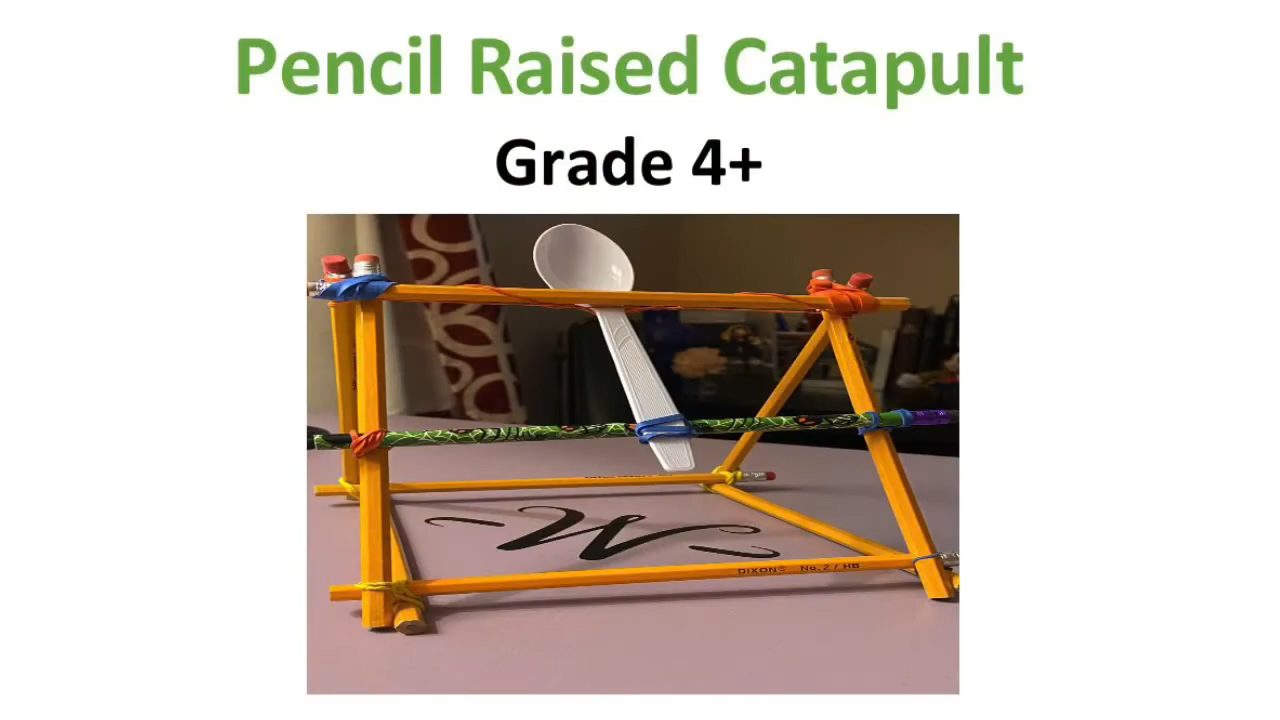 Pencil Raised Catapult
Grade 4+
W
DIXON® No. 2 / HB